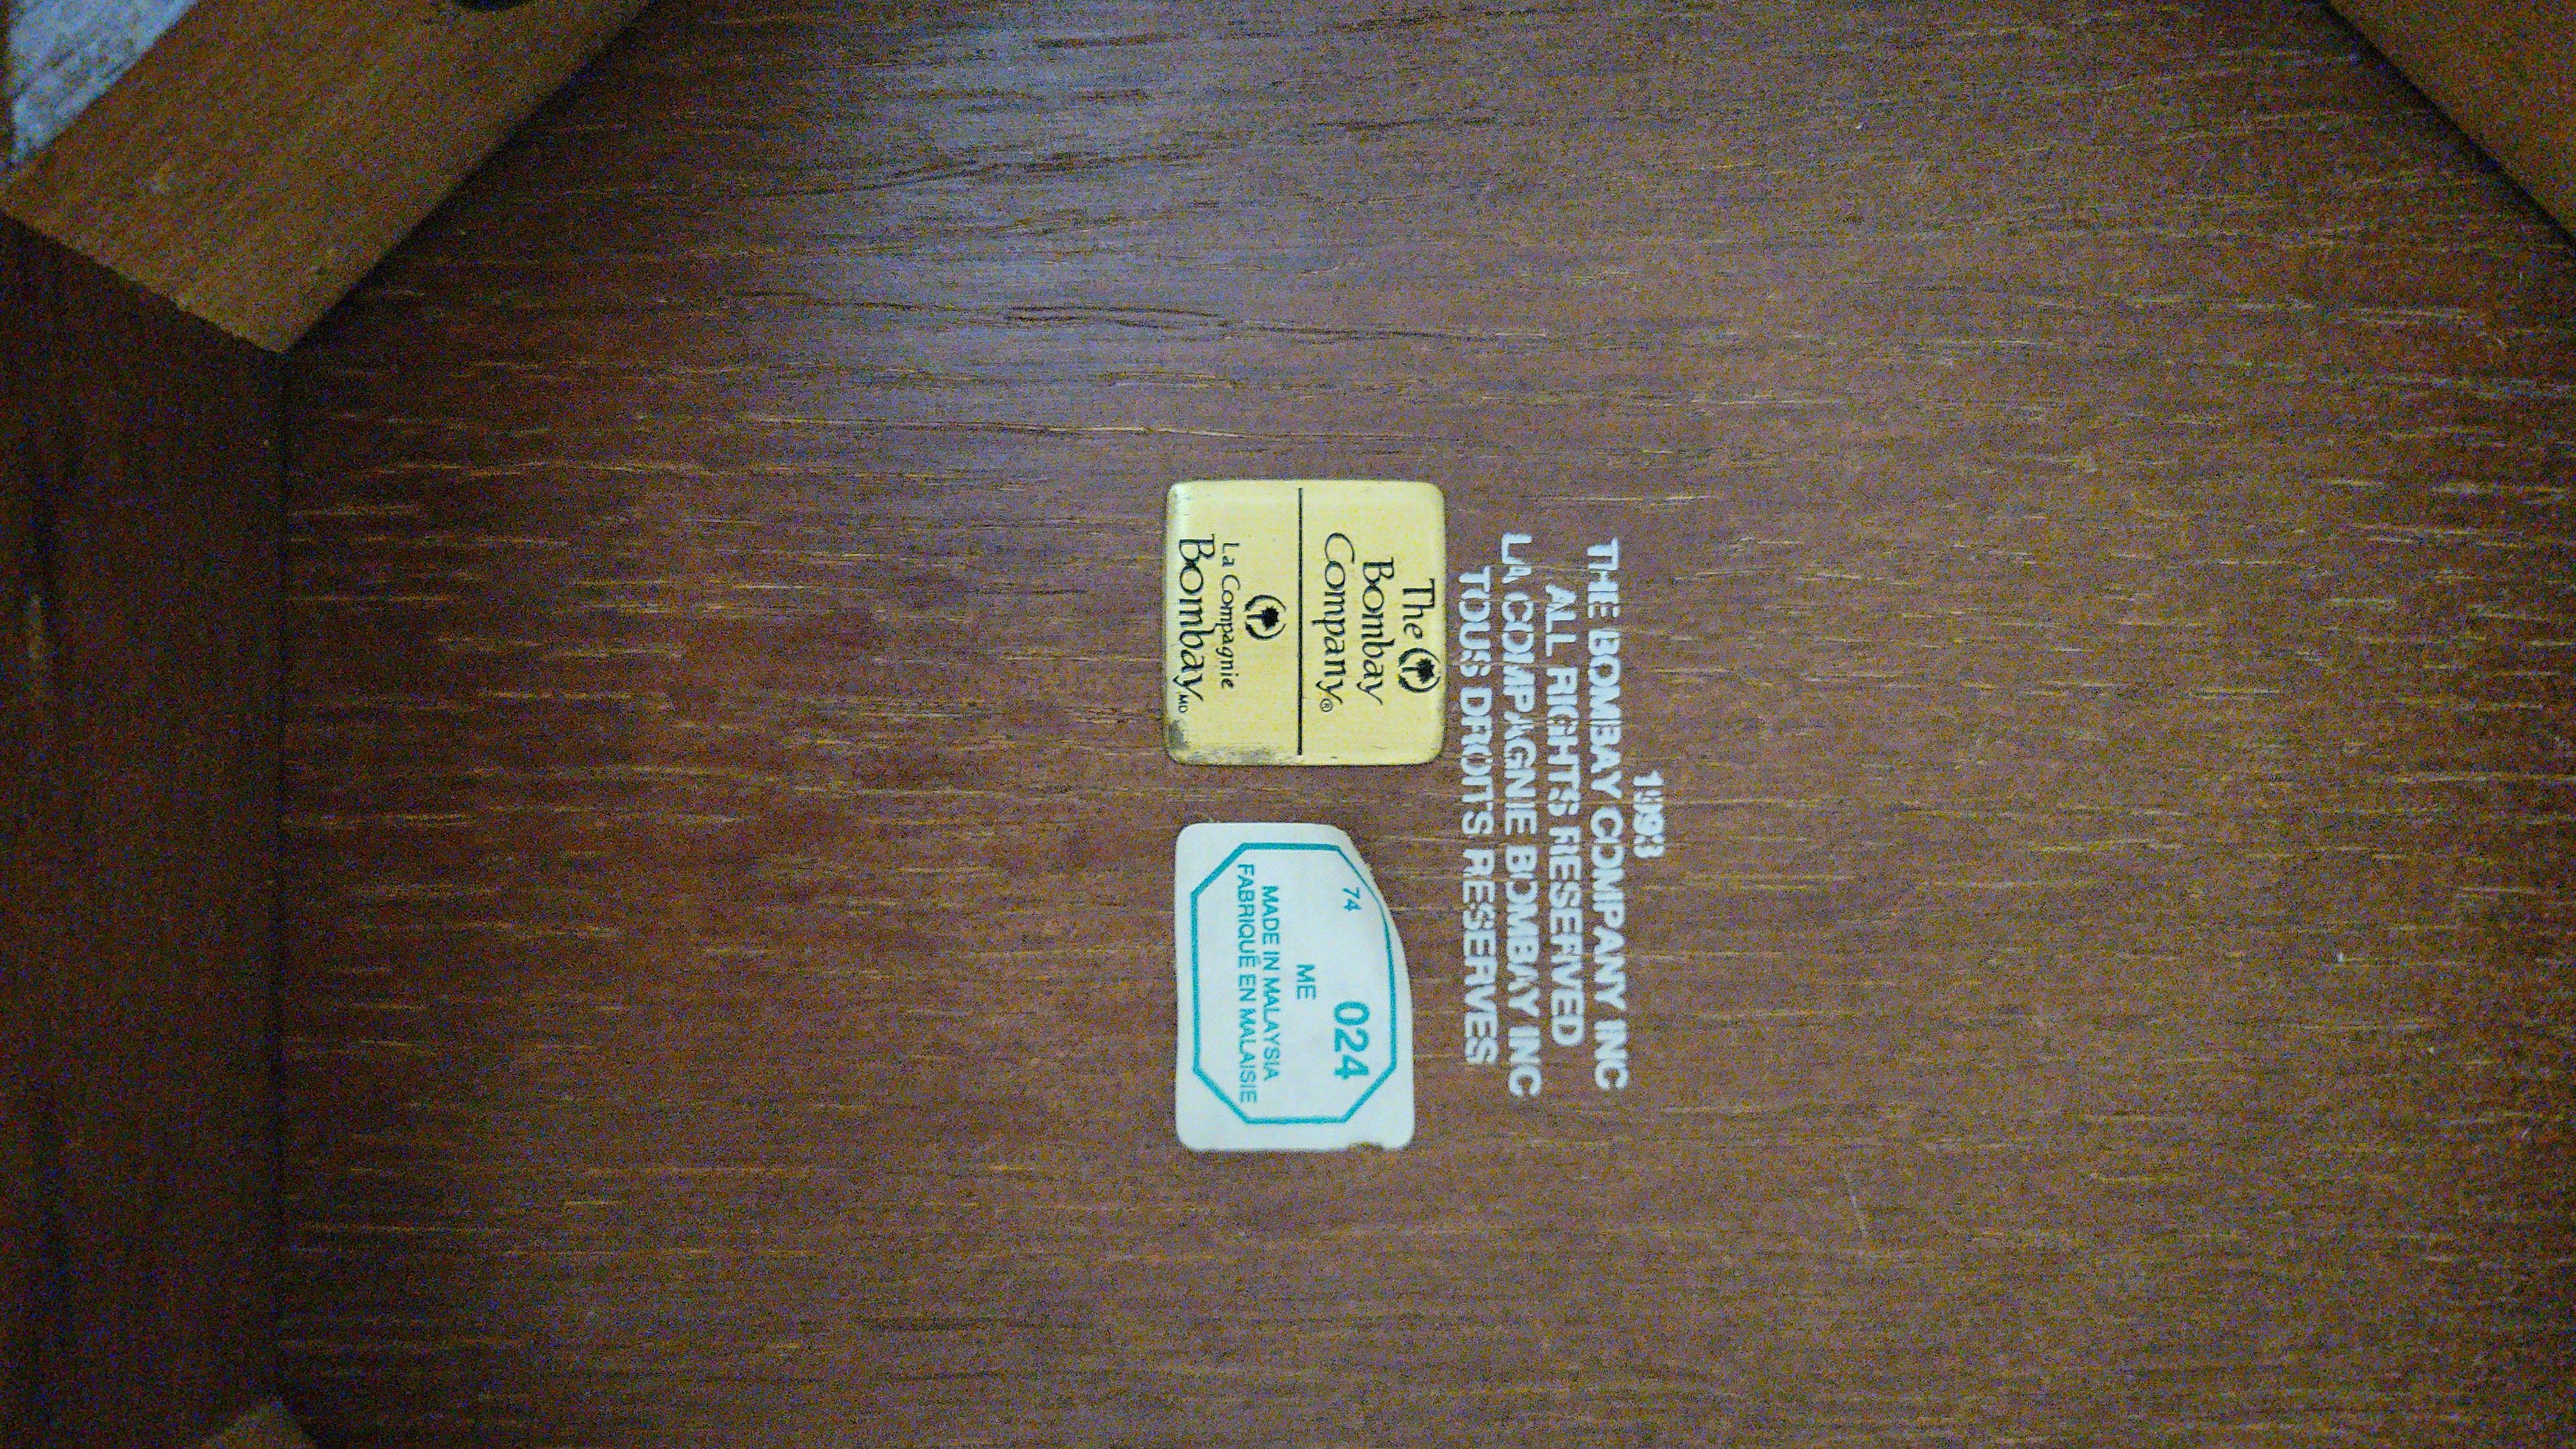 1993
THE BOMBAY COMPANY INC
ALL RIGHTS RESERVED
LA COMPAGNIE BOMBAY INC
TOUS DROITS RESERVES
The
Bombay
Company®
La Compagnie
Bombay MD
74
024
ME
MADE IN MALAYSIA
FABRIQUÉ EN MALAISIE